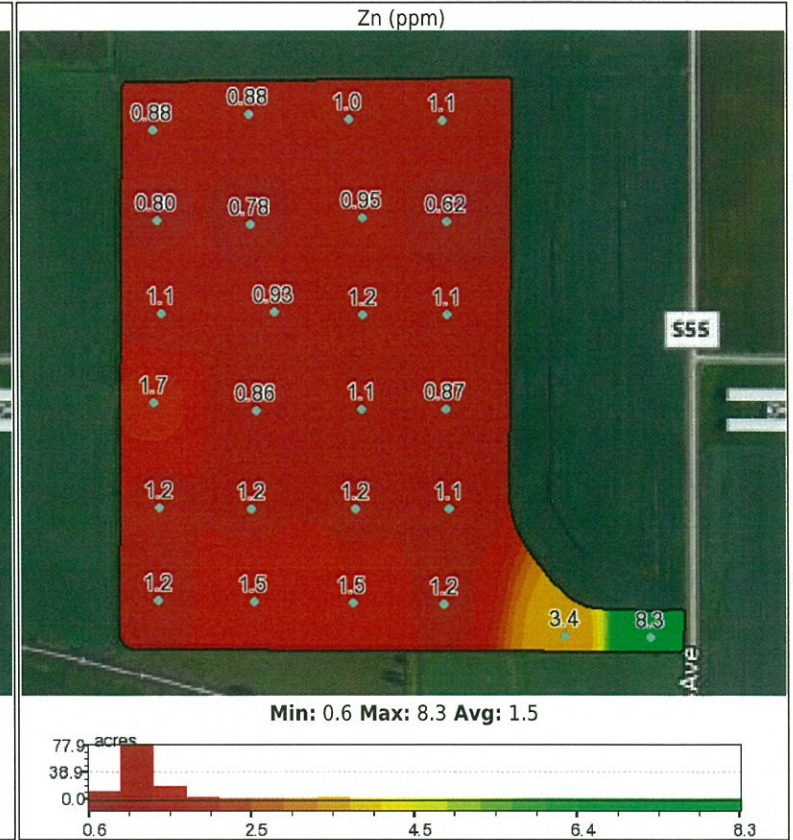 Zn (ppm)
0.88 0.88 1.0 1.1
0.80 0.78 0.95 0.62
1.1 0.93 1.2 1.1
S55
1.7 0.86 1.1 0.87
1.2 1.2 1.2 1.1
1.2 1.5 1.5 1.2
3.4 8.3
Ave
Min: 0.6 Max: 8.3 Avg: 1.5
acres
77.9
38.9
0.0
0.6 2.5 4.5 6.4 8.3